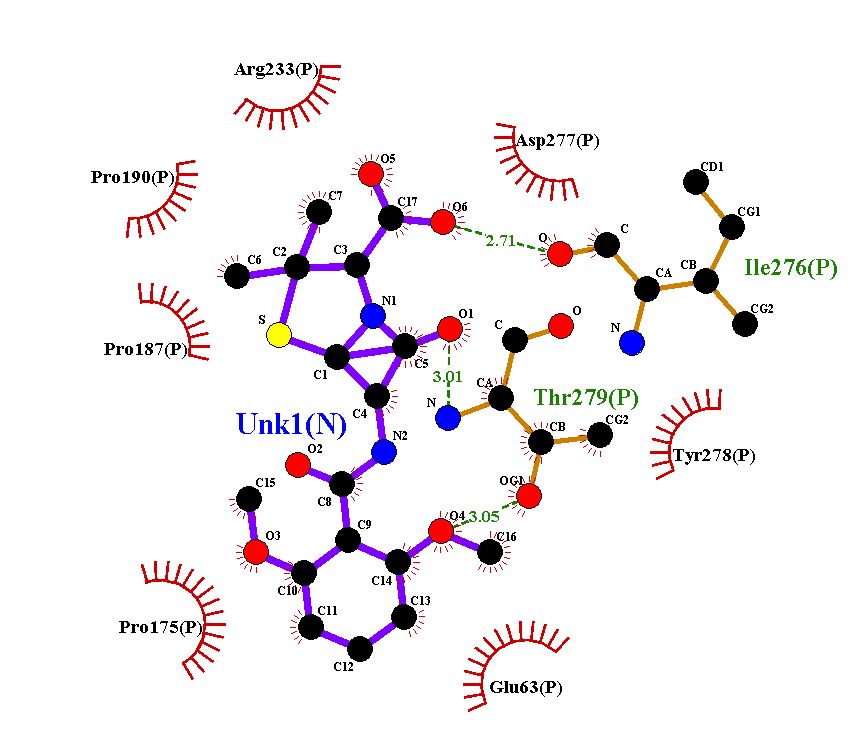 Arg233(P)
Asp277(P)
O5
CD1
Pro190(P)
C7
C17
O6
CG1
2.71
O
C
C6
C2
C3
CA
CB
Ile276(P)
Pro187(P)
S
N1
O1
C
O
N
CG2
C1
C5
3.01
CA
Thr279(P)
C4
N
CB
CG2
Unk1(N)
N2
O2
Tyr278(P)
C15
C8
OG1
O4
3.05
O3
C9
C16
C10
C14
C11
C13
Pro175(P)
C12
Glu63(P)